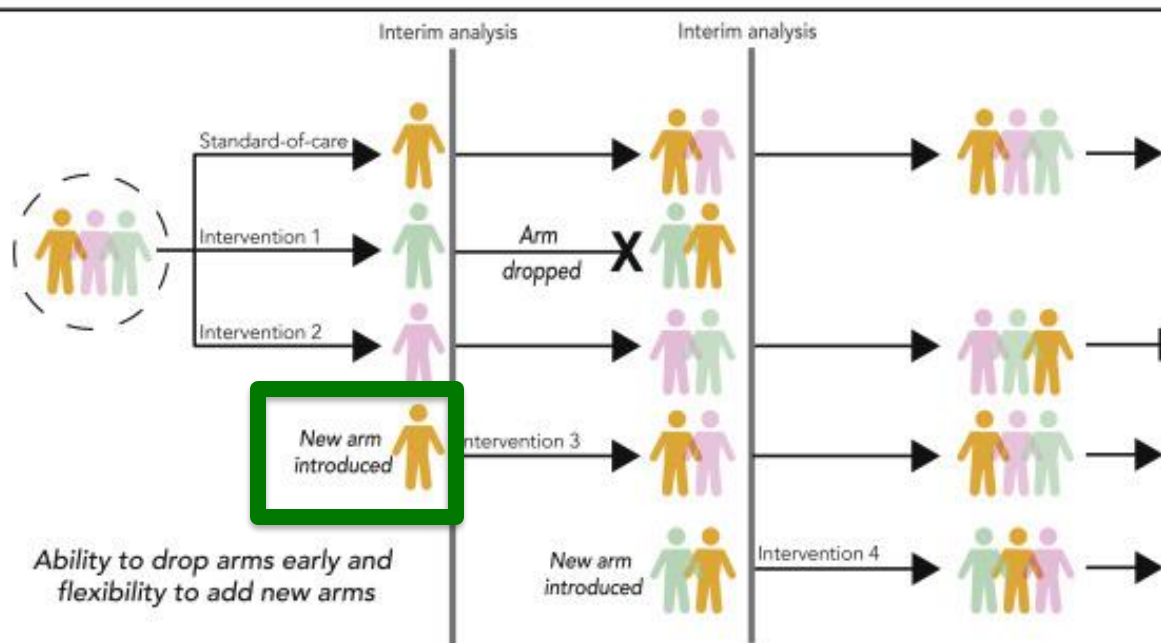 Interim analysis
Interim analysis
Standard-of-care
Intervention 1
Arm
dropped
X
Intervention 2
New arm
introduced
Intervention 3
Ability to drop arms early and
flexibility to add new arms
New arm
introduced
Intervention 4